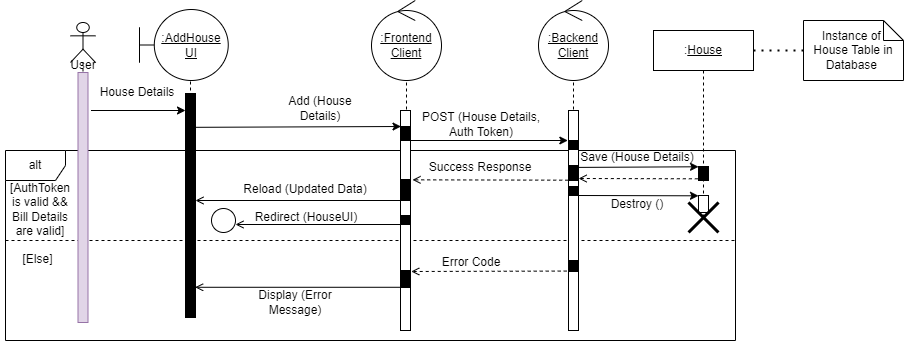 :AddHouse
UI
:Frontend
Client
:Backend
Client
:House
Instance of
House Table in
Database
User
House Details
Add (House
Details)
POST (House Details,
Auth Token)
alt
[AuthToken
is valid &&
Bill Details
are valid]
Save (House Details)
Success Response
Reload (Updated Data)
Destroy ()
Redirect (HouseUI)
[Else]
Error Code
Display (Error
Message)